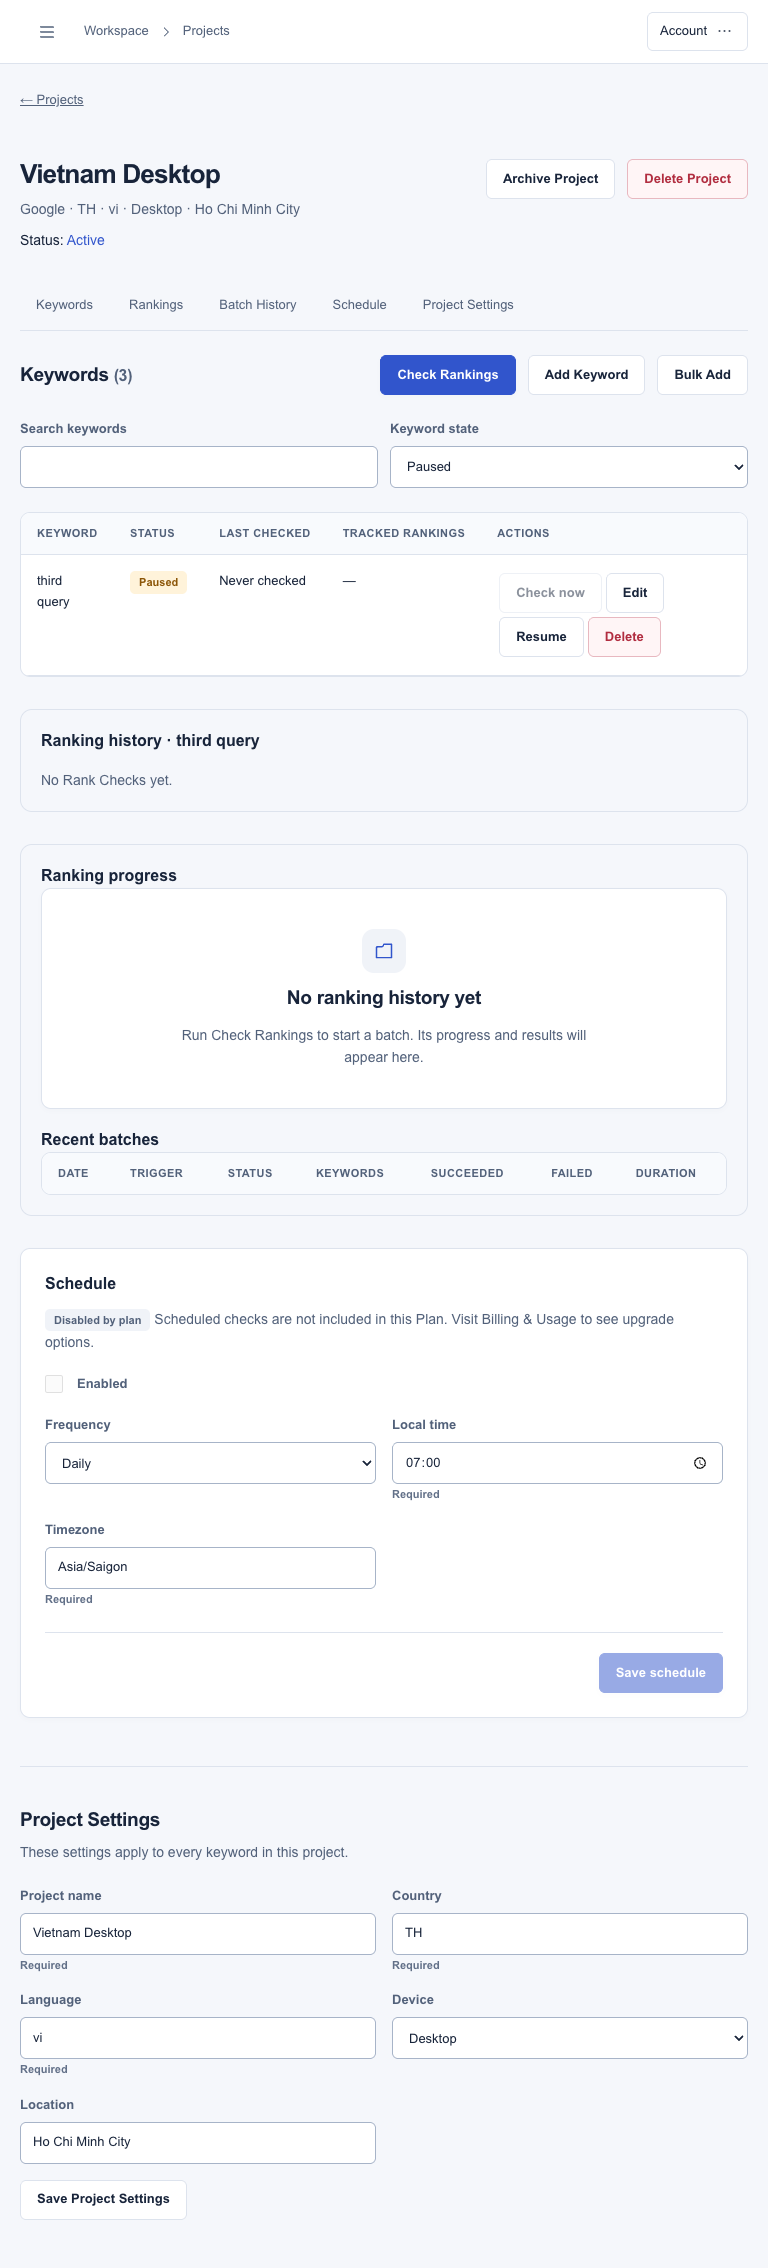 Workspace
Projects
Account ···
← Projects
Vietnam Desktop
Archive Project
Delete Project
Google · TH · vi · Desktop · Ho Chi Minh City
Status: Active
Keywords
Rankings
Batch History
Schedule
Project Settings
Keywords (3)
Check Rankings
Add Keyword
Bulk Add
Search keywords
Keyword state
Paused
KEYWORD
STATUS
LAST CHECKED
TRACKED RANKINGS
ACTIONS
third
query
Paused
Never checked
—
Check now
Edit
Resume
Delete
Ranking history · third query
No Rank Checks yet.
Ranking progress
No ranking history yet
Run Check Rankings to start a batch. Its progress and results will
appear here.
Recent batches
DATE
TRIGGER
STATUS
KEYWORDS
SUCCEEDED
FAILED
DURATION
Schedule
Disabled by plan Scheduled checks are not included in this Plan. Visit Billing & Usage to see upgrade
options.
Enabled
Frequency
Local time
Daily
07:00
Required
Timezone
Asia/Saigon
Required
Save schedule
Project Settings
These settings apply to every keyword in this project.
Project name
Country
Vietnam Desktop
TH
Required
Required
Language
Device
vi
Desktop
Required
Location
Ho Chi Minh City
Save Project Settings